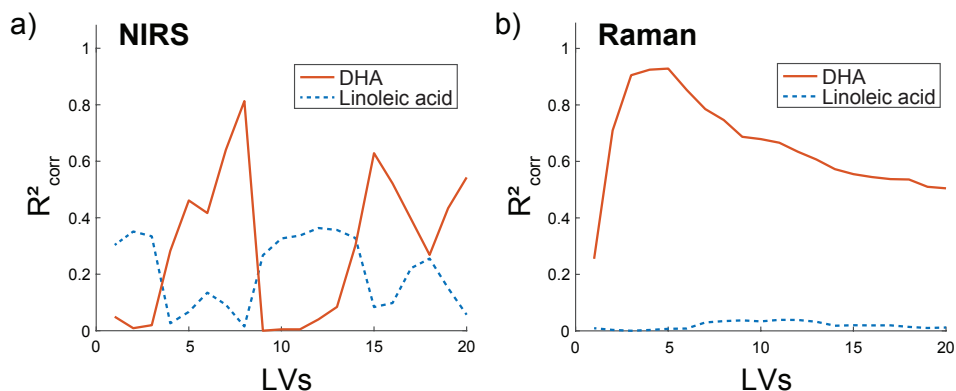 a) NIRS
R²corr
1
0.8
0.6
0.4
0.2
0
DHA
Linoleic acid
0 5 10 15 20
LVs
b) Raman
R²corr
1
0.8
0.6
0.4
0.2
0
DHA
Linoleic acid
0 5 10 15 20
LVs